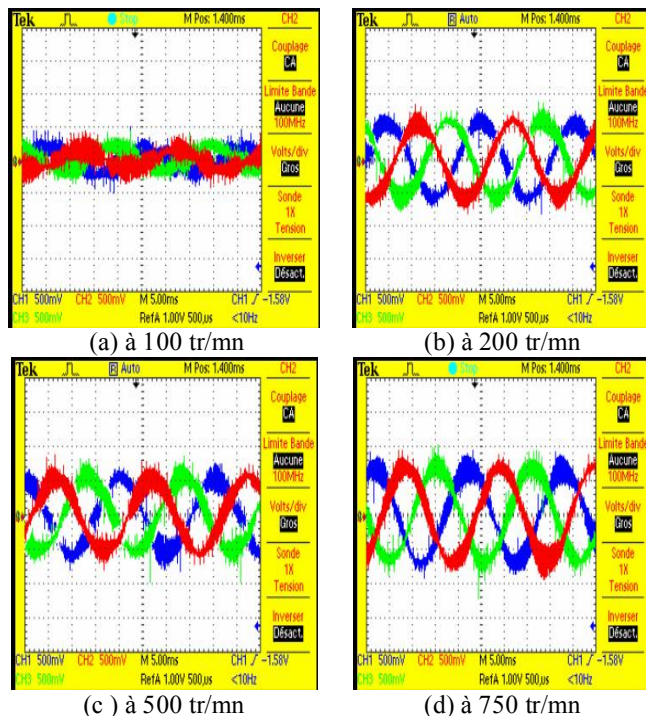 Tek Stop M Pos: 1.400ms CH2
Couplage
CA
Limite Bande
Aucune
100MHz
Volts/div
Gros
Sonde
1X
Tension
Inverser
Désact.
CH1 500mV CH2 500mV M 5.00ms CH1 -1.58V
CH3 500mV RefA 1.00V 500µs <10Hz
(a) à 100 tr/mn
Tek R Auto M Pos: 1.400ms CH2
Couplage
CA
Limite Bande
Aucune
100MHz
Volts/div
Gros
Sonde
1X
Tension
Inverser
Désact.
CH1 500mV CH2 500mV M 5.00ms CH1 -1.58V
CH3 500mV RefA 1.00V 500µs <10Hz
(b) à 200 tr/mn
Tek R Auto M Pos: 1.400ms CH2
Couplage
CA
Limite Bande
Aucune
100MHz
Volts/div
Gros
Sonde
1X
Tension
Inverser
Désact.
CH1 500mV CH2 500mV M 5.00ms CH1 -1.58V
CH3 500mV RefA 1.00V 500µs <10Hz
(c ) à 500 tr/mn
Tek Stop M Pos: 1.400ms CH2
Couplage
CA
Limite Bande
Aucune
100MHz
Volts/div
Gros
Sonde
1X
Tension
Inverser
Désact.
CH1 500mV CH2 500mV M 5.00ms CH1 -1.58V
CH3 500mV RefA 1.00V 500µs <10Hz
(d) à 750 tr/mn